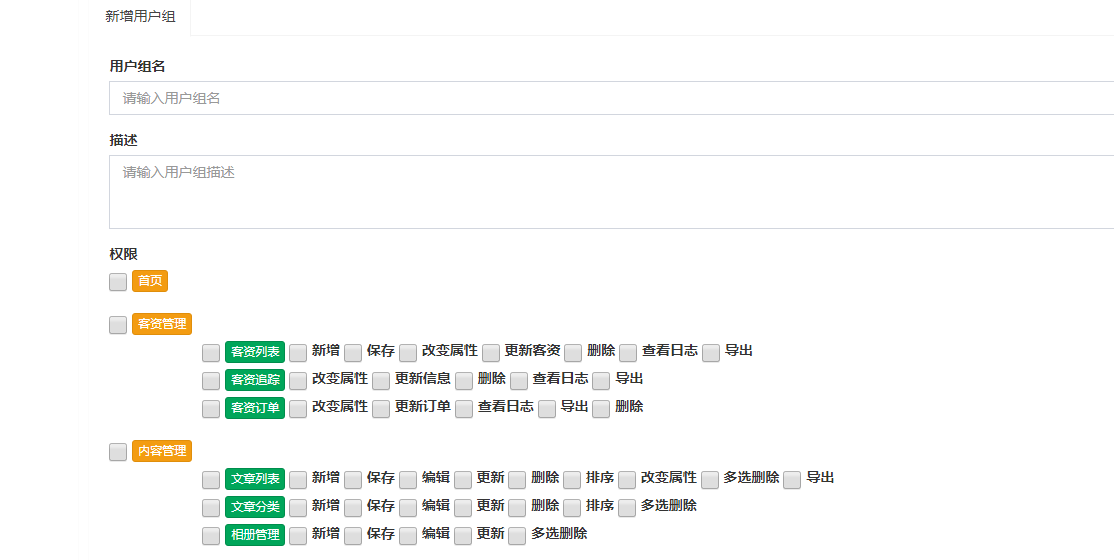 新增用户组
用户组名
请输入用户组名
描述
请输入用户组描述
权限
首页
客资管理
客资列表 新增 保存 改变属性 更新客资 删除 查看日志 导出
客资追踪 改变属性 更新信息 删除 查看日志 导出
客资订单 改变属性 更新订单 查看日志 导出 删除
内容管理
文章列表 新增 保存 编辑 更新 删除 排序 改变属性 多选删除 导出
文章分类 新增 保存 编辑 更新 删除 排序 多选删除
相册管理 新增 保存 编辑 更新 多选删除